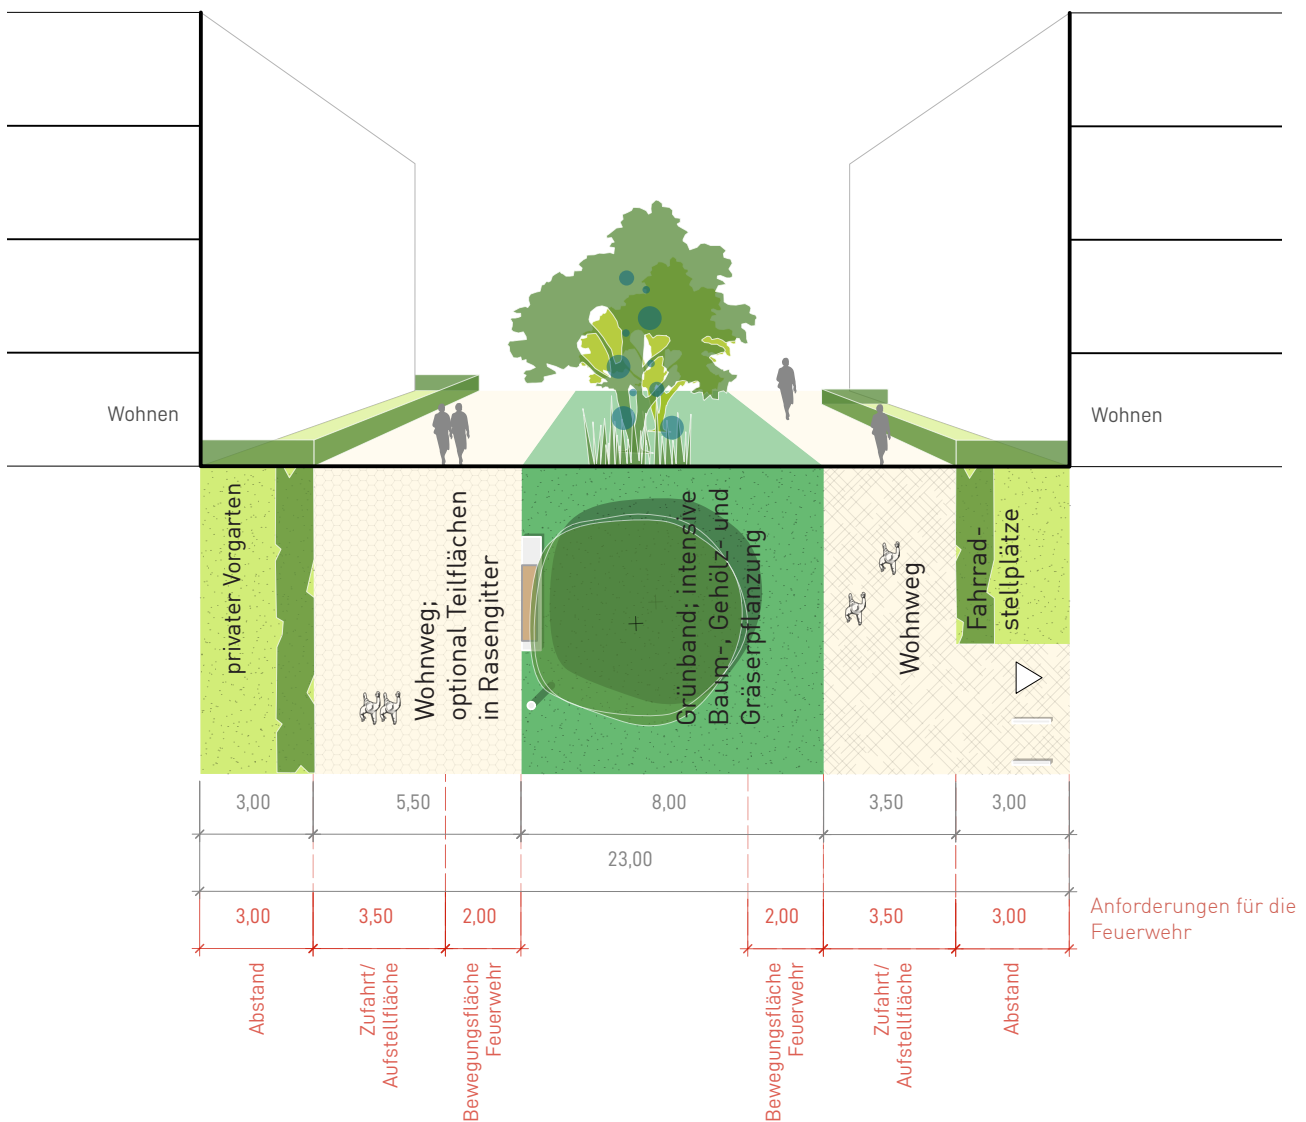 Wohnen
Wohnen
privater Vorgarten
Wohnweg;
optional Teilflächen
in Rasengitter
Grünband; intensive
Baum-, Gehölz- und
Gräserpflanzung
Wohnweg
Fahrrad-
stellplätze
3,00
5,50
8,00
3,50
3,00
23,00
3,00
3,50
2,00
2,00
3,50
3,00
Anforderungen für die
Feuerwehr
Abstand
Zufahrt/
Aufstellfläche
Bewegungsfläche
Feuerwehr
Bewegungsfläche
Feuerwehr
Zufahrt/
Aufstellfläche
Abstand